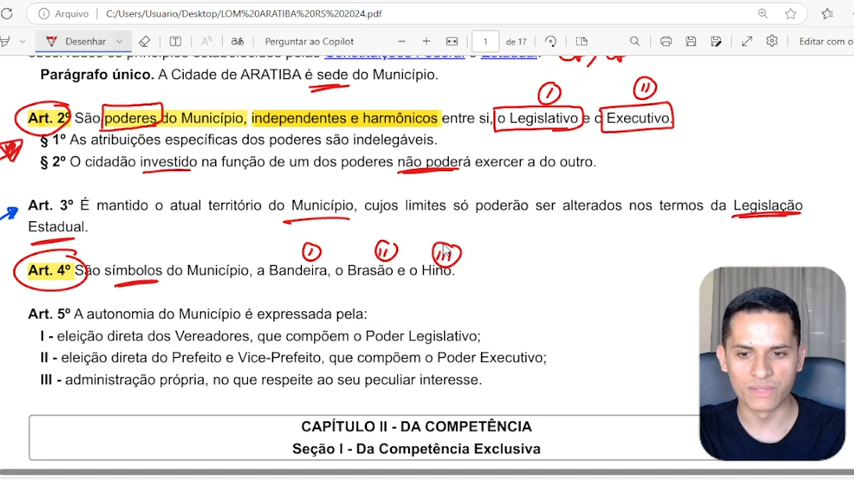 Arquivo C:/Users/Usuario/Desktop/LOM%20ARATIBA%20RS%202024.pdf
Desenhar Perguntar ao Copilot 1 de 17 Editar com o
Parágrafo único. A Cidade de ARATIBA é sede do Município.
I II
Art. 2º São poderes do Município, independentes e harmônicos entre si, o Legislativo e o Executivo.
§ 1º As atribuições específicas dos poderes são indelegáveis.
§ 2º O cidadão investido na função de um dos poderes não poderá exercer a do outro.
Art. 3º É mantido o atual território do Município, cujos limites só poderão ser alterados nos termos da Legislação
Estadual.
I II III
Art. 4º São símbolos do Município, a Bandeira, o Brasão e o Hino.
Art. 5º A autonomia do Município é expressada pela:
I - eleição direta dos Vereadores, que compõem o Poder Legislativo;
II - eleição direta do Prefeito e Vice-Prefeito, que compõem o Poder Executivo;
III - administração própria, no que respeite ao seu peculiar interesse.
CAPÍTULO II - DA COMPETÊNCIA
Seção I - Da Competência Exclusiva